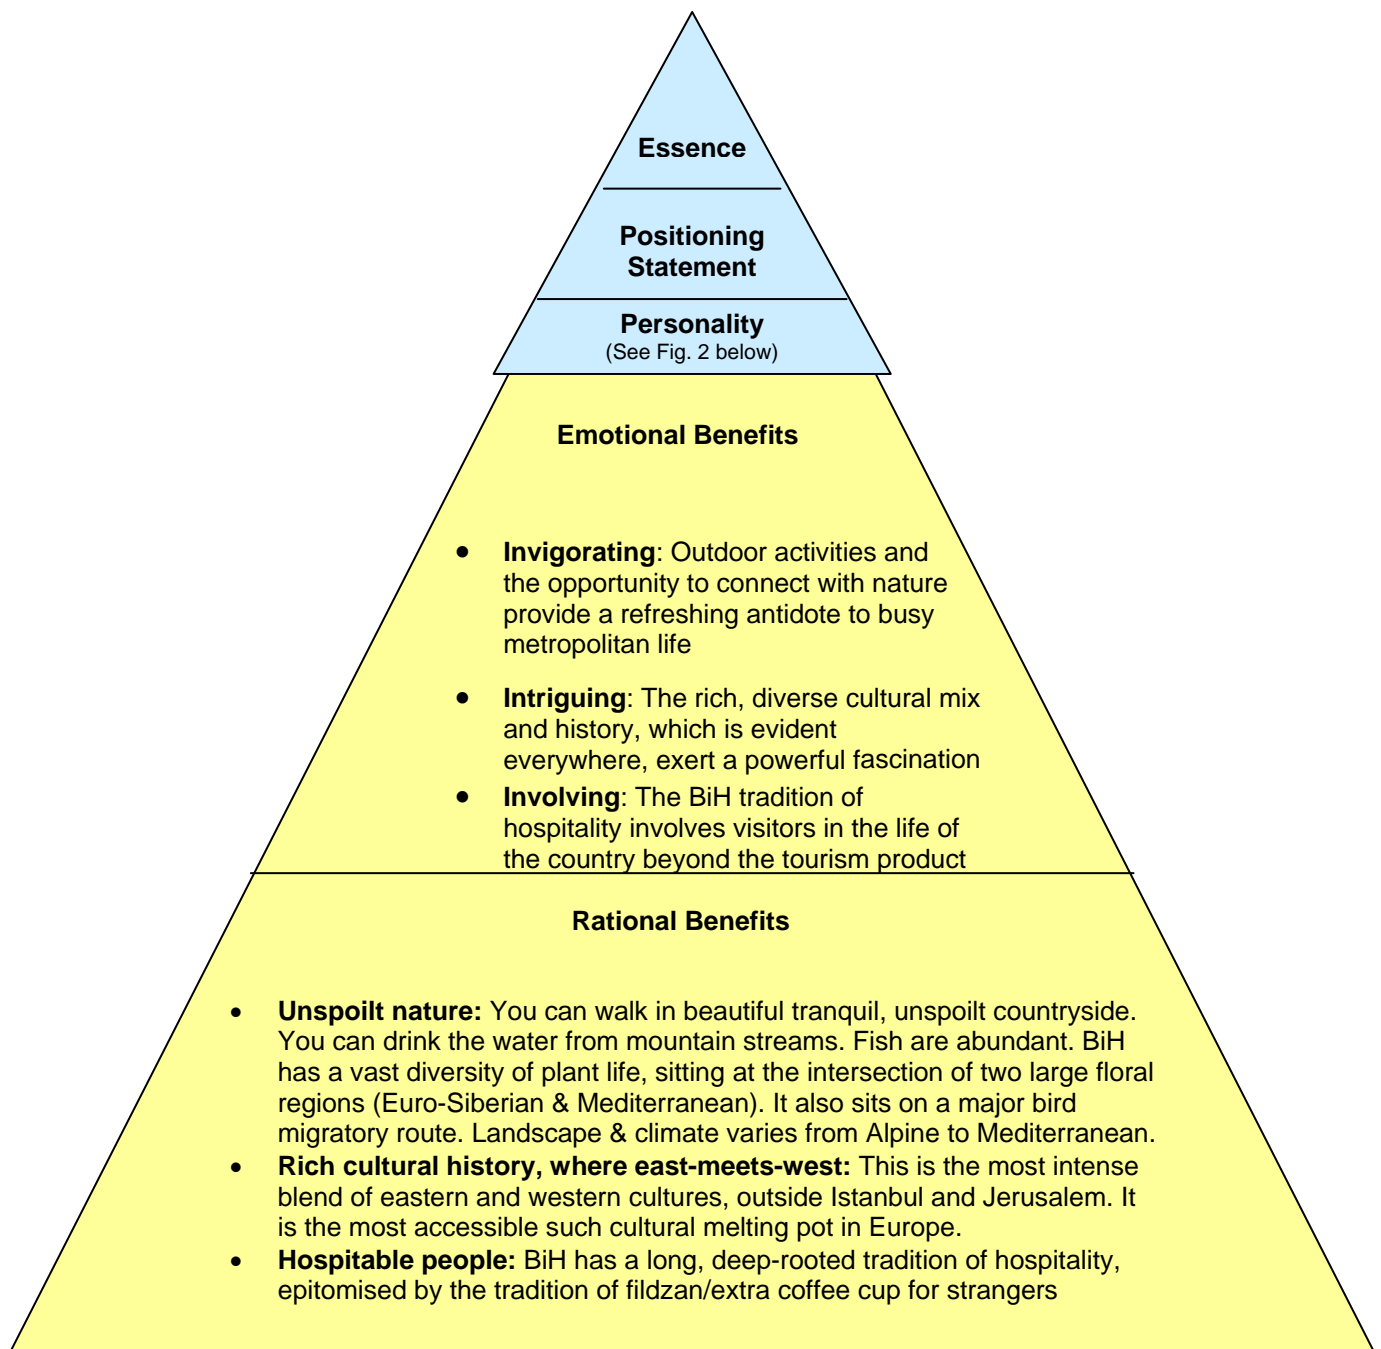 Essence
Positioning
Statement
Personality
(See Fig. 2 below)
Emotional Benefits
• Invigorating: Outdoor activities and
the opportunity to connect with nature
provide a refreshing antidote to busy
metropolitan life
• Intriguing: The rich, diverse cultural mix
and history, which is evident
everywhere, exert a powerful fascination
• Involving: The BiH tradition of
hospitality involves visitors in the life of
the country beyond the tourism product
Rational Benefits
• Unspoilt nature: You can walk in beautiful tranquil, unspoilt countryside.
You can drink the water from mountain streams. Fish are abundant. BiH
has a vast diversity of plant life, sitting at the intersection of two large floral
regions (Euro-Siberian & Mediterranean). It also sits on a major bird
migratory route. Landscape & climate varies from Alpine to Mediterranean.
• Rich cultural history, where east-meets-west: This is the most intense
blend of eastern and western cultures, outside Istanbul and Jerusalem. It
is the most accessible such cultural melting pot in Europe.
• Hospitable people: BiH has a long, deep-rooted tradition of hospitality,
epitomised by the tradition of fildzan/extra coffee cup for strangers